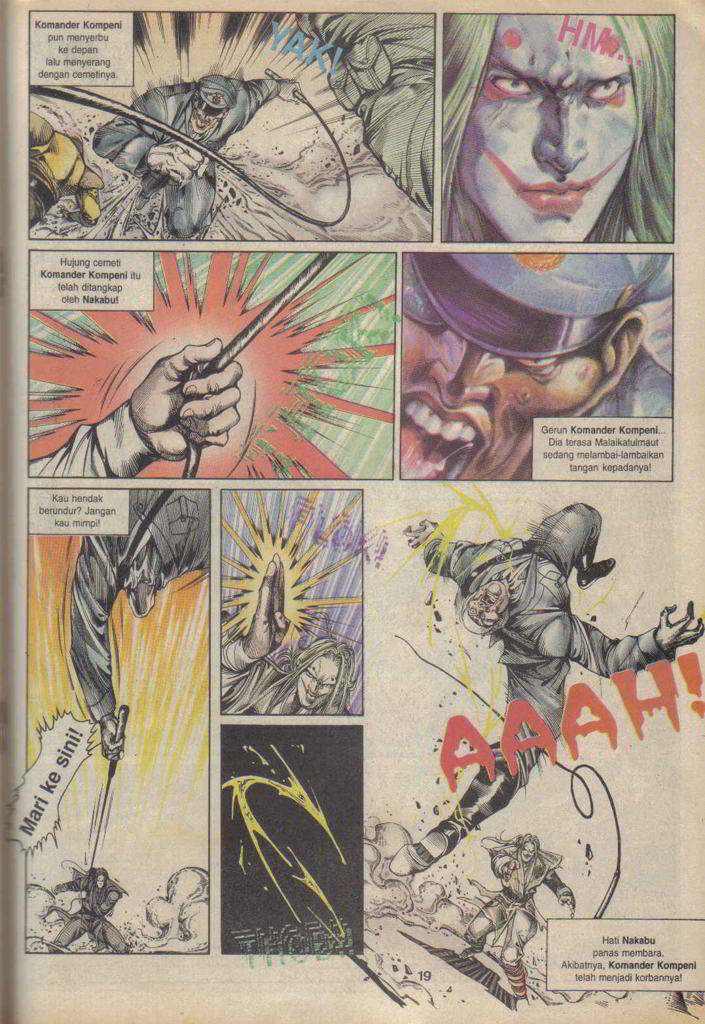 Komander Kompeni
pun menyerbu
ke depan
lalu menyerang
dengan cemetinya.
YAK!
HM...
Hujung cemeti
Komander Kompeni itu
telah ditangkap
oleh Nakabu!
Gerun Komander Kompeni...
Dia terasa Malaikatulmaut
sedang melambai-lambaikan
tangan kepadanya!
Kau hendak
berundur? Jangan
kau mimpi!
Mari ke sini!
AAAH!
Hati Nakabu
panas membara.
Akibatnya, Komander Kompeni
telah menjadi korbannya!
19